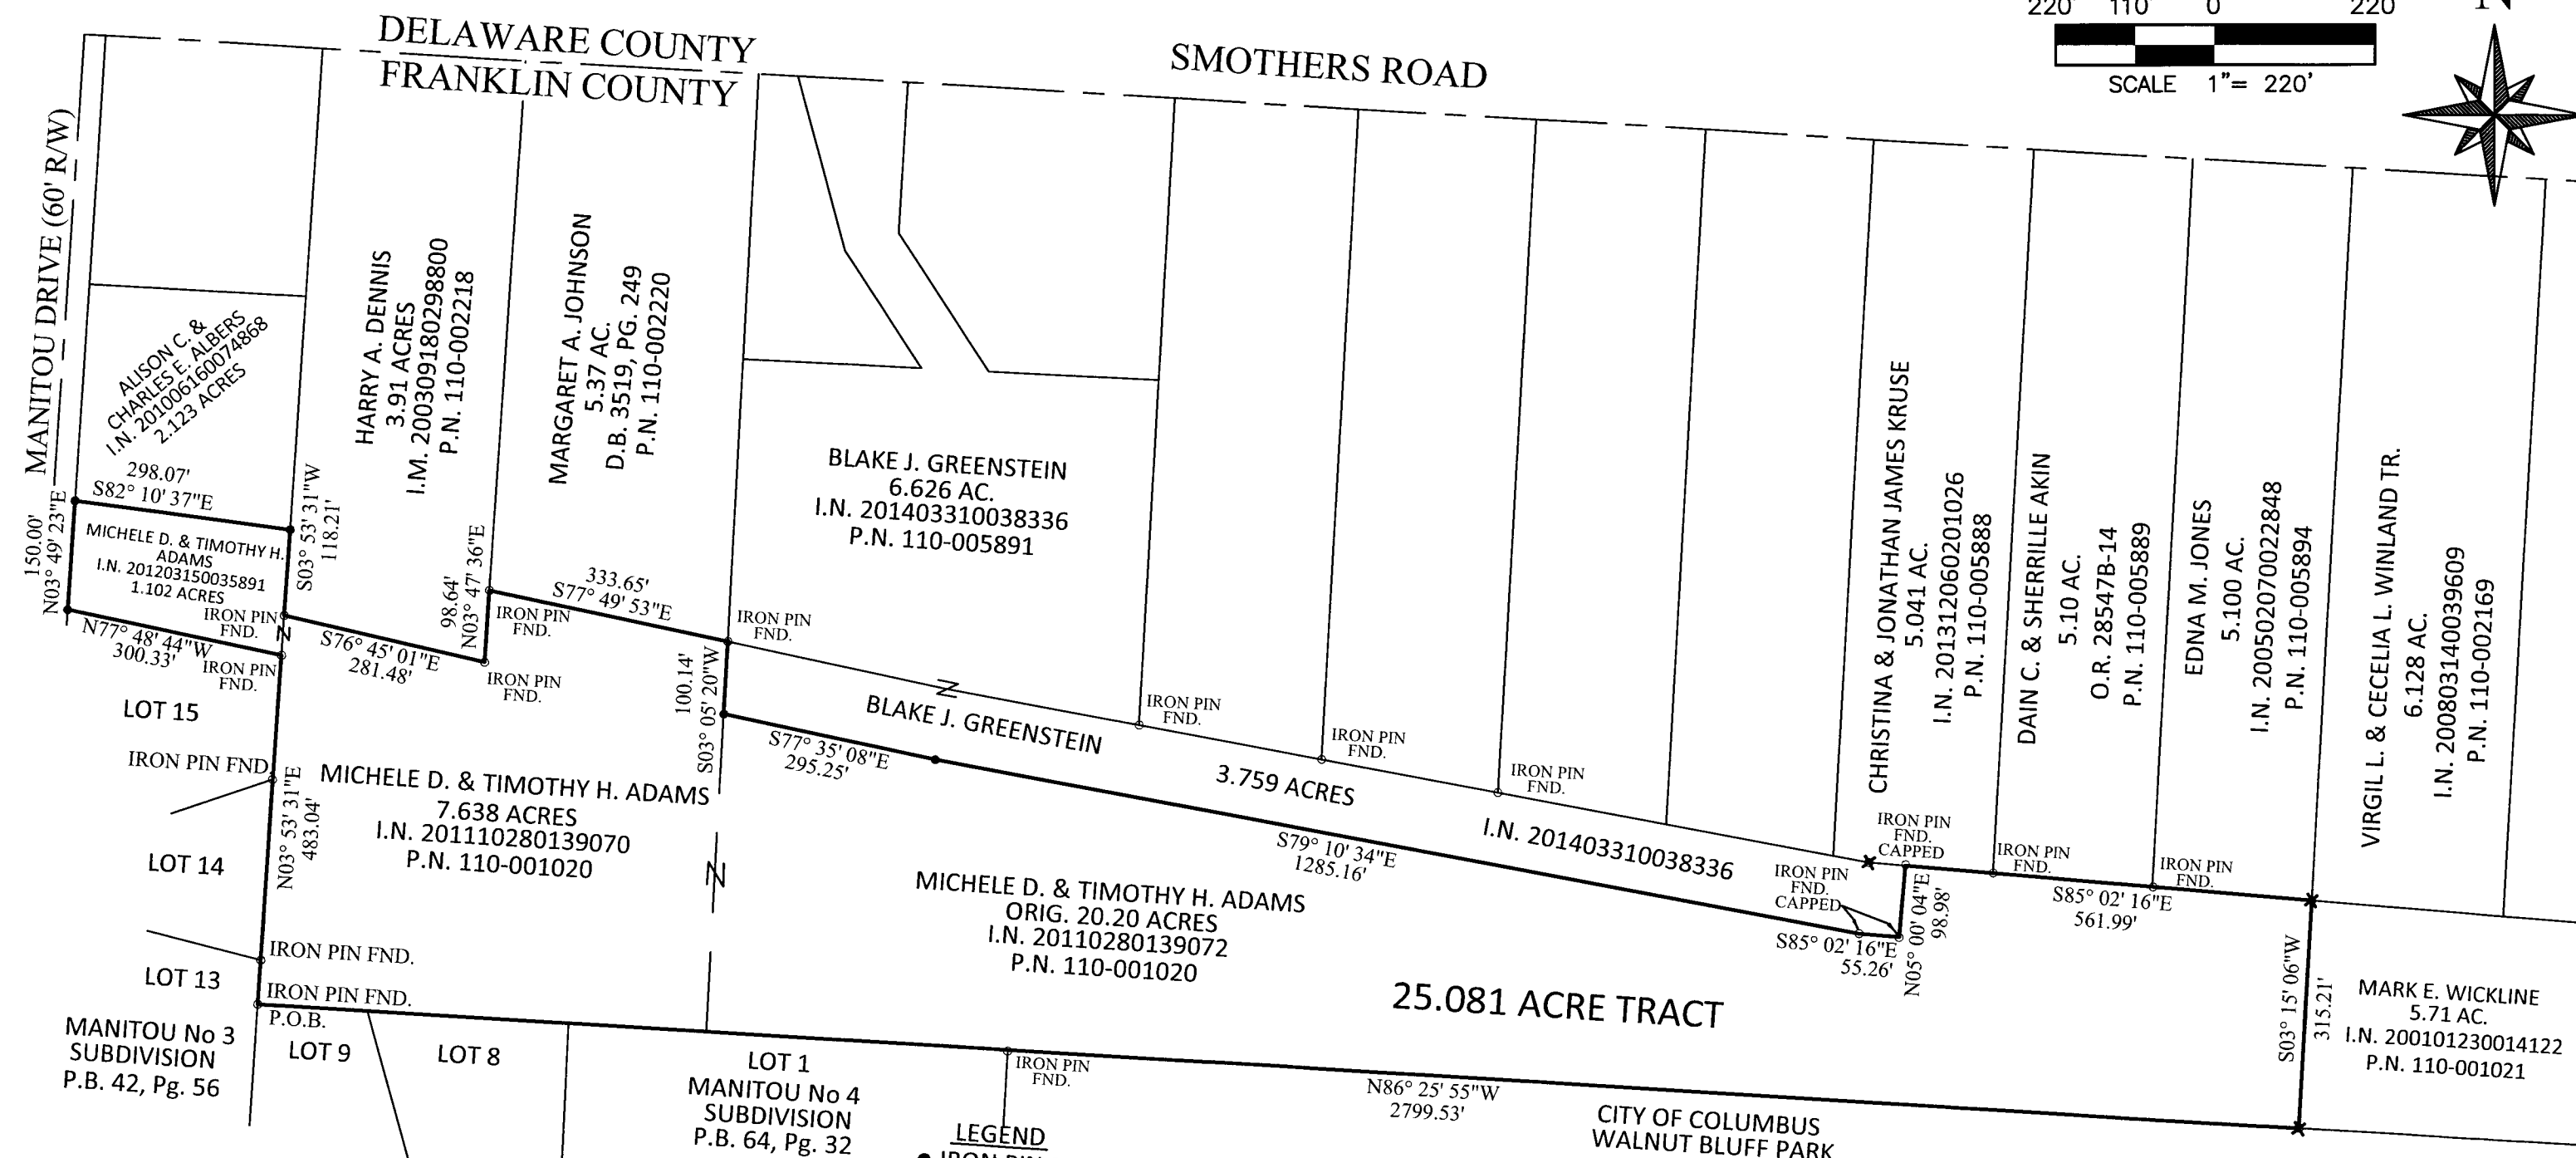 DELAWARE COUNTY
FRANKLIN COUNTY
SMOTHERS ROAD
220' 110' 0 220
SCALE 1"= 220'
N
MANITOU DRIVE (60' R/W)
ALISON C. &
CHARLES E. ALBERS
I.N. 201006160074868
2.123 ACRES
HARRY A. DENNIS
3.91 ACRES
I.M. 200309180298800
P.N. 110-002218
MARGARET A. JOHNSON
5.37 AC.
D.B. 3519, PG. 249
P.N. 110-002220
BLAKE J. GREENSTEIN
6.626 AC.
I.N. 201403310038336
P.N. 110-005891
CHRISTINA & JONATHAN JAMES KRUSE
5.041 AC.
I.N. 201312060201026
P.N. 110-005888
DAIN C. & SHERRILLE AKIN
5.10 AC.
O.R. 28547B-14
P.N. 110-005889
EDNA M. JONES
5.100 AC.
I.N. 200502070022848
P.N. 110-005894
VIRGIL L. & CECELIA L. WINLAND TR.
6.128 AC.
I.N. 200803140039609
P.N. 110-002169
298.07'
S82° 10' 37"E
150.00'
N03° 49' 23"E
MICHELE D. & TIMOTHY H.
ADAMS
I.N. 201203150035891
1.102 ACRES
S03° 53' 31"W
118.21'
IRON PIN
FND.
N77° 48' 44"W
300.33'
IRON PIN
FND.
Z
S76° 45' 01"E
281.48'
98.64'
N03° 47' 36"E
IRON PIN
FND.
IRON PIN
FND.
333.65'
S77° 49' 53"E
IRON PIN
FND.
100.14'
S03° 05' 20"W
S77° 35' 08"E
295.25'
Z
BLAKE J. GREENSTEIN
3.759 ACRES
I.N. 201403310038336
IRON PIN
FND.
IRON PIN
FND.
IRON PIN
FND.
S79° 10' 34"E
1285.16'
IRON PIN
FND.
CAPPED
IRON PIN
FND.
CAPPED
S85° 02' 16"E
55.26'
N05° 00' 04"E
98.98'
IRON PIN
FND.
IRON PIN
FND.
S85° 02' 16"E
561.99'
S03° 15' 06"W
315.21'
MARK E. WICKLINE
5.71 AC.
I.N. 200101230014122
P.N. 110-001021
LOT 15
IRON PIN FND.
LOT 14
N03° 53' 31"E
483.04'
MICHELE D. & TIMOTHY H. ADAMS
7.638 ACRES
I.N. 201110280139070
P.N. 110-001020
Z
MICHELE D. & TIMOTHY H. ADAMS
ORIG. 20.20 ACRES
I.N. 20110280139072
P.N. 110-001020
25.081 ACRE TRACT
LOT 13
IRON PIN FND.
IRON PIN FND.
P.O.B.
MANITOU No 3
SUBDIVISION
P.B. 42, Pg. 56
LOT 9
LOT 8
LOT 1
MANITOU No 4
SUBDIVISION
P.B. 64, Pg. 32
IRON PIN
FND.
N86° 25' 55"W
2799.53'
CITY OF COLUMBUS
WALNUT BLUFF PARK
LEGEND
IRON PIN